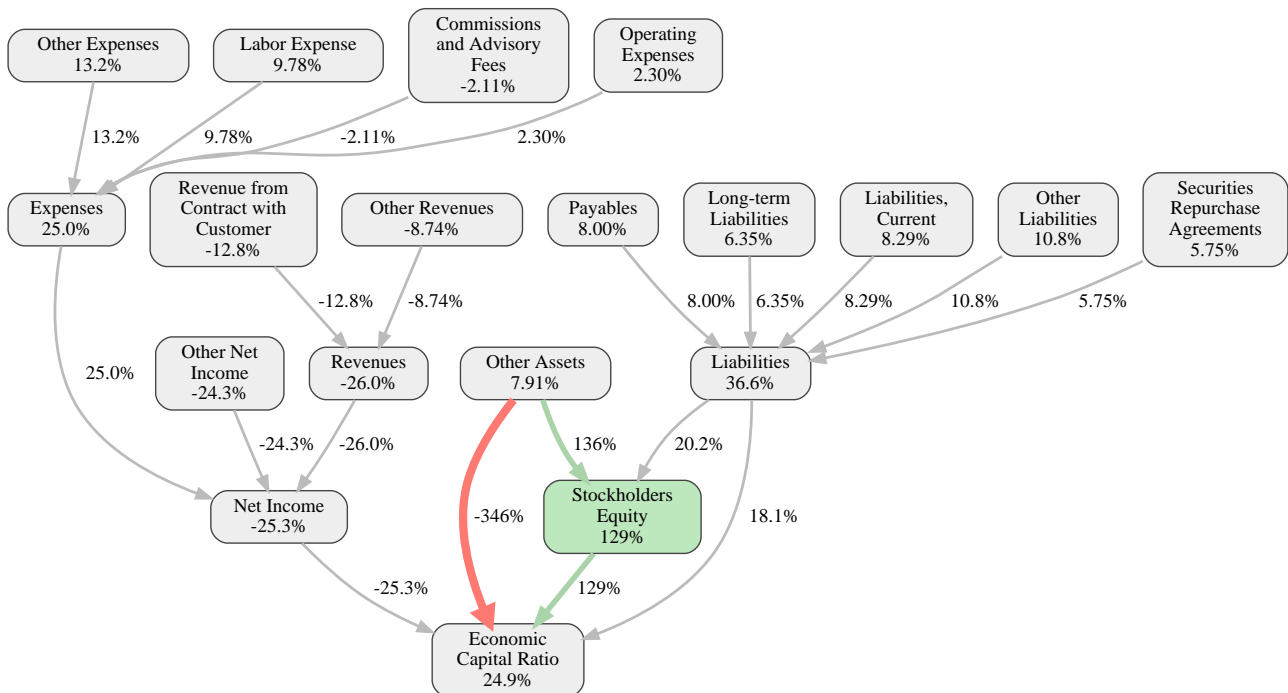 Other Expenses
13.2%
Labor Expense
9.78%
Commissions
and Advisory
Fees
-2.11%
Operating
Expenses
2.30%
13.2%
9.78%
-2.11%
2.30%
Expenses
25.0%
Revenue from
Contract with
Customer
-12.8%
Other Revenues
-8.74%
Payables
8.00%
Long-term
Liabilities
6.35%
Liabilities,
Current
8.29%
Other
Liabilities
10.8%
Securities
Repurchase
Agreements
5.75%
-12.8%
-8.74%
8.00%
6.35%
8.29%
10.8%
5.75%
Other Net
Income
-24.3%
Revenues
-26.0%
Other Assets
7.91%
Liabilities
36.6%
25.0%
-24.3%
-26.0%
136%
20.2%
Net Income
-25.3%
-346%
Stockholders
Equity
129%
18.1%
-25.3%
129%
Economic
Capital Ratio
24.9%